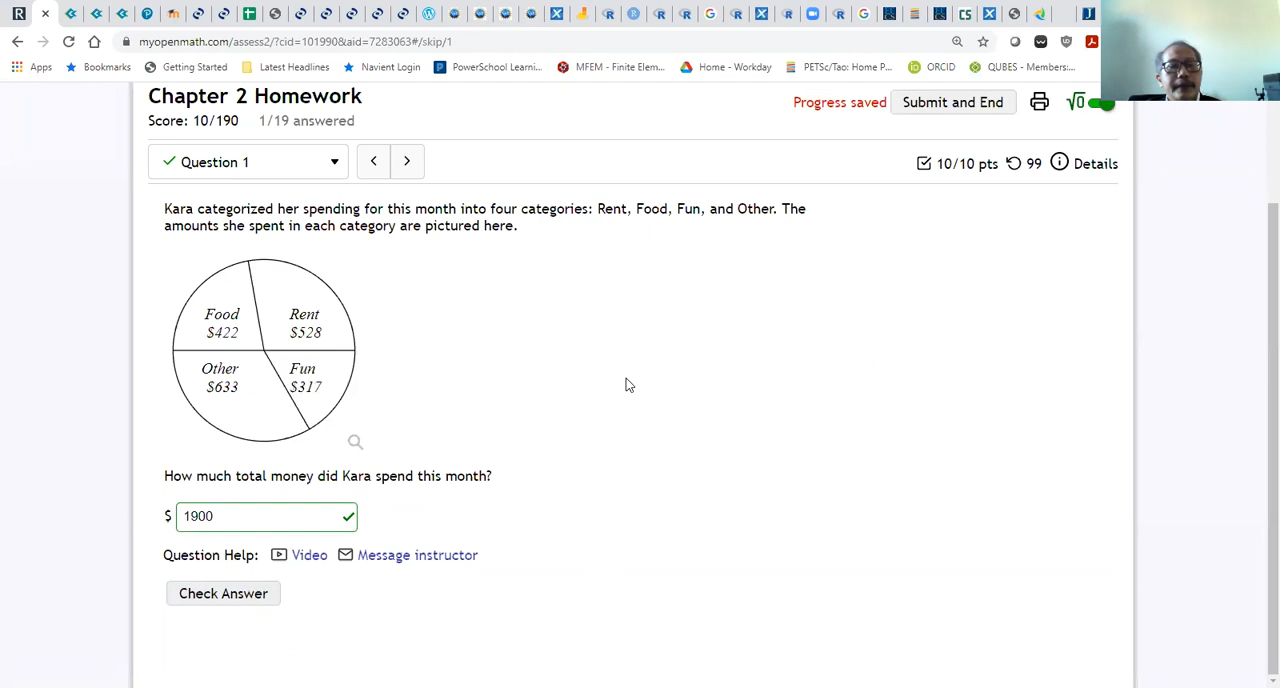 myopenmath.com/assess2/?cid=101990&aid=7283063#/skip/1
Apps Bookmarks Getting Started Latest Headlines Navient Login PowerSchool Learni... MFEM - Finite Elem... Home - Workday PETSc/Tao: Home P... ORCID QUBES - Members:...
Chapter 2 Homework
Progress saved Submit and End
Score: 10/190 1/19 answered
Question 1 < > 10/10 pts 99 Details
Kara categorized her spending for this month into four categories: Rent, Food, Fun, and Other. The
amounts she spent in each category are pictured here.
Food Rent
$422 $528
Other Fun
$633 $317
How much total money did Kara spend this month?
$ 1900
Question Help: Video Message instructor
Check Answer